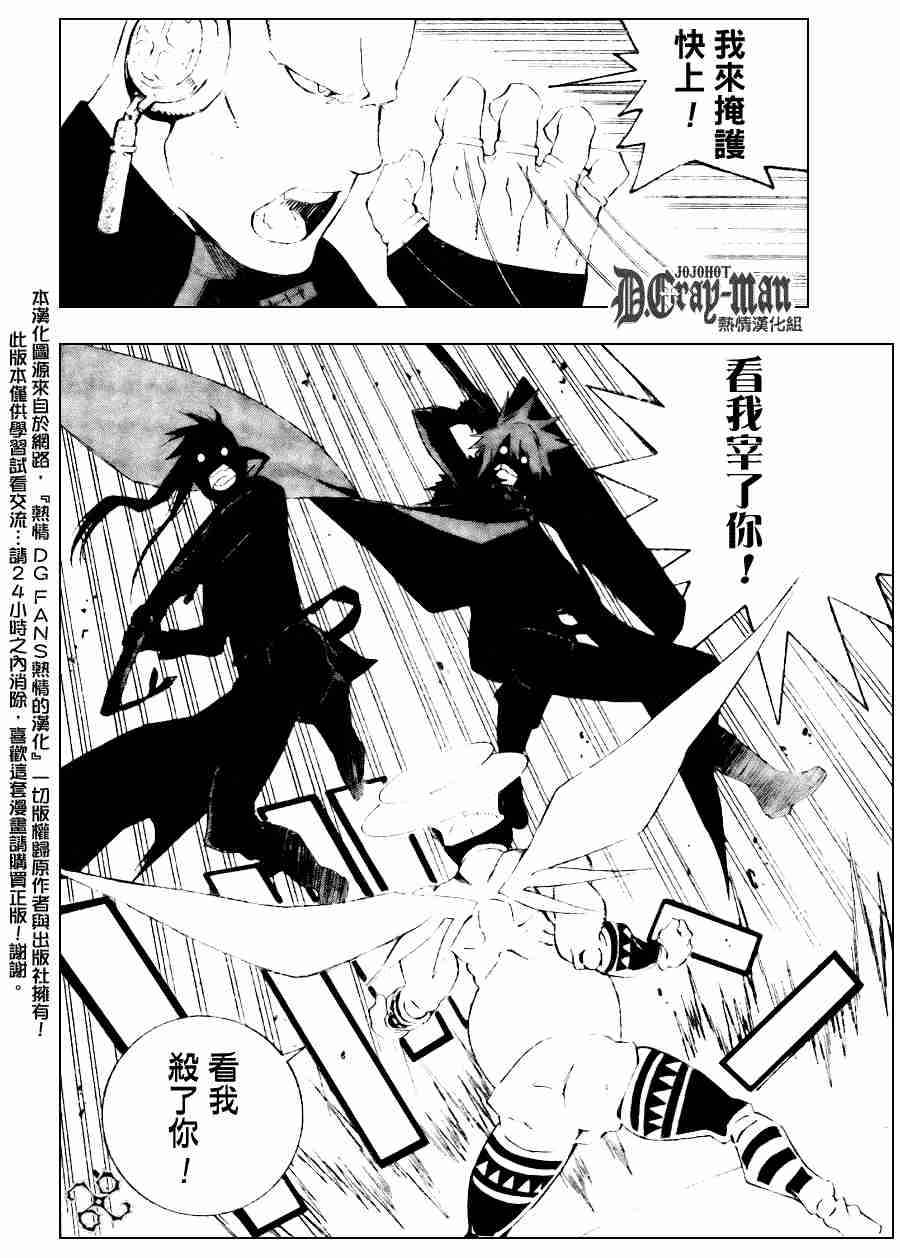 我來掩護
快上！
JOJOHOT
D.Gray-man
熱情漢化組
看我宰了你！
看我
殺了你！
本漢化圖源來自於網路，『熱情DG FANS熱情的漢化』一切版權歸原作者與出版社擁有！
此版本僅供學習試看交流…請24小時之內消除，喜歡這套漫畫請購買正版！謝謝。